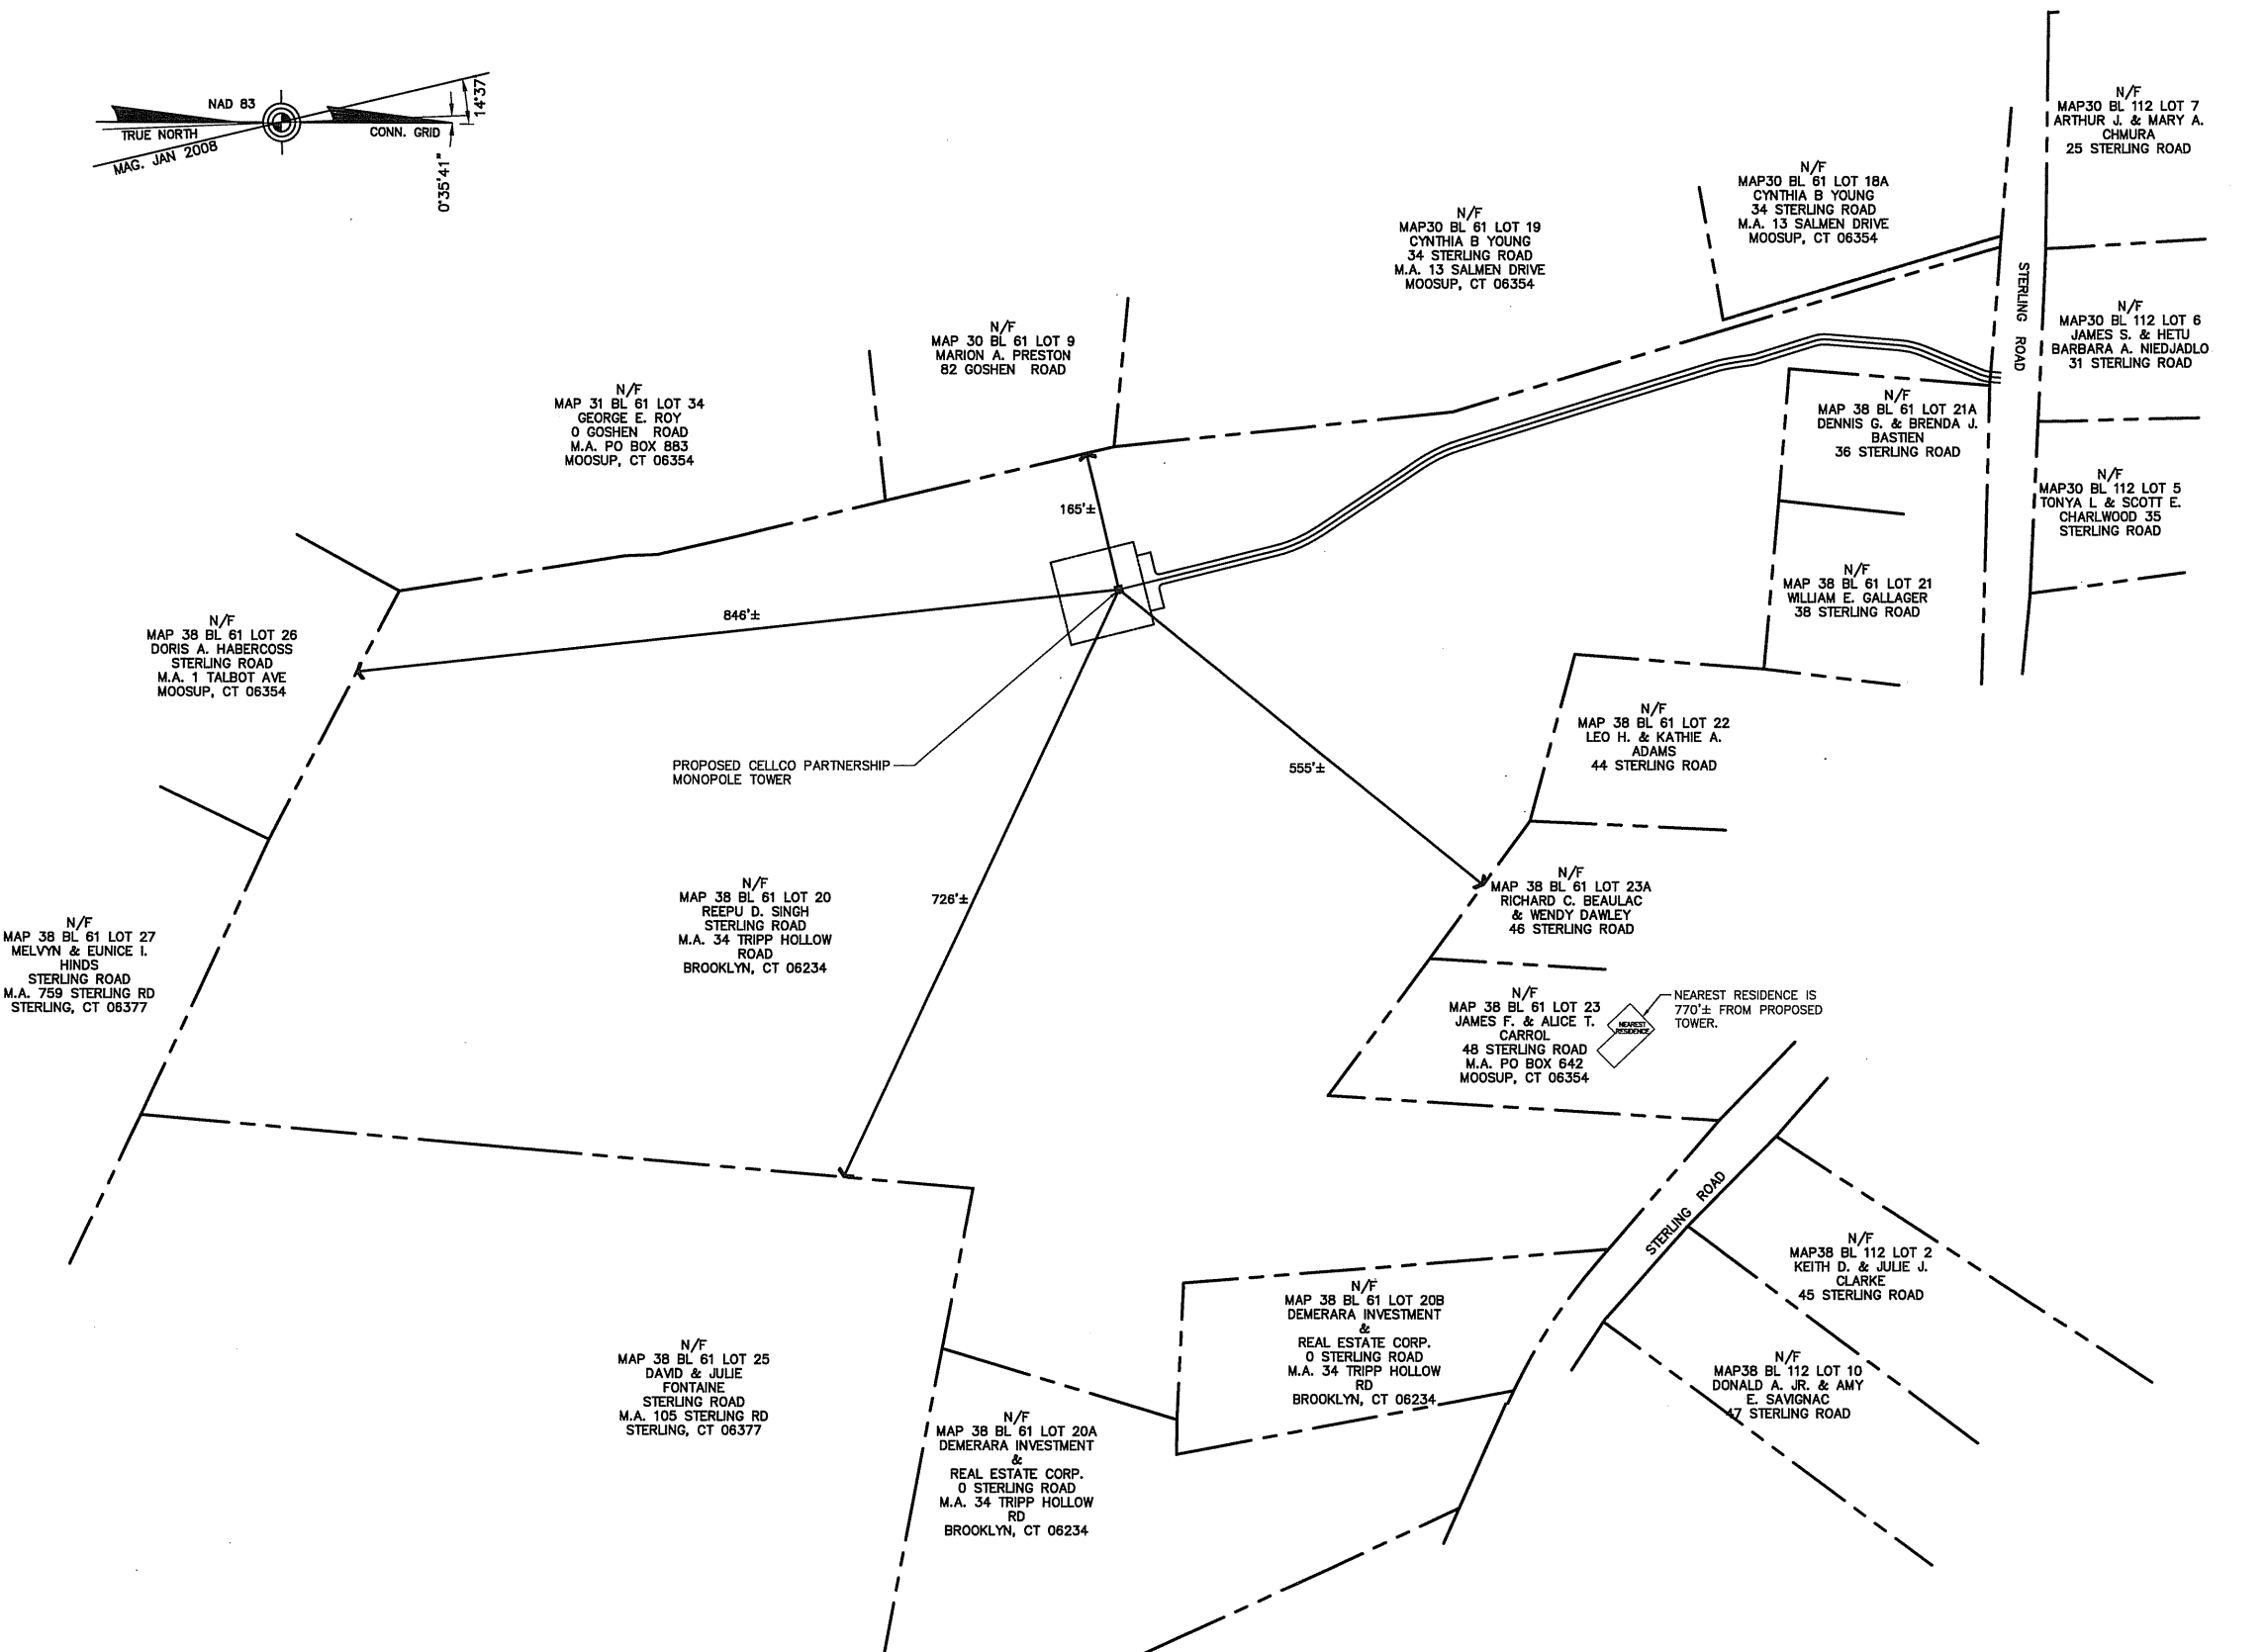 NAD 83
TRUE NORTH
CONN. GRID
MAG. JAN 2008
14°37'
0°35'41"
N/F
MAP30 BL 112 LOT 7
ARTHUR J. & MARY A.
CHMURA
25 STERLING ROAD
N/F
MAP30 BL 61 LOT 18A
CYNTHIA B YOUNG
34 STERLING ROAD
M.A. 13 SALMEN DRIVE
MOOSUP, CT 06354
N/F
MAP30 BL 61 LOT 19
CYNTHIA B YOUNG
34 STERLING ROAD
M.A. 13 SALMEN DRIVE
MOOSUP, CT 06354
STERLING ROAD
N/F
MAP30 BL 112 LOT 6
JAMES S. & HETU
BARBARA A. NIEDJADLO
31 STERLING ROAD
N/F
MAP 30 BL 61 LOT 9
MARION A. PRESTON
82 GOSHEN ROAD
N/F
MAP 31 BL 61 LOT 34
GEORGE E. ROY
0 GOSHEN ROAD
M.A. PO BOX 883
MOOSUP, CT 06354
N/F
MAP 38 BL 61 LOT 21A
DENNIS G. & BRENDA J.
BASTIEN
36 STERLING ROAD
N/F
MAP30 BL 112 LOT 5
TONYA L & SCOTT E.
CHARLWOOD 35
STERLING ROAD
165'±
N/F
MAP 38 BL 61 LOT 21
WILLIAM E. GALLAGER
38 STERLING ROAD
846'±
N/F
MAP 38 BL 61 LOT 26
DORIS A. HABERCOSS
STERLING ROAD
M.A. 1 TALBOT AVE
MOOSUP, CT 06354
N/F
MAP 38 BL 61 LOT 22
LEO H. & KATHIE A.
ADAMS
44 STERLING ROAD
PROPOSED CELLCO PARTNERSHIP
MONOPOLE TOWER
555'±
N/F
MAP 38 BL 61 LOT 23A
RICHARD C. BEAULAC
& WENDY DAWLEY
46 STERLING ROAD
N/F
MAP 38 BL 61 LOT 20
REEPU D. SINGH
STERLING ROAD
M.A. 34 TRIPP HOLLOW
ROAD
BROOKLYN, CT 06234
726'±
N/F
MAP 38 BL 61 LOT 27
MELVYN & EUNICE I.
HINDS
STERLING ROAD
M.A. 759 STERLING RD
STERLING, CT 06377
N/F
MAP 38 BL 61 LOT 23
JAMES F. & ALICE T.
CARROL
48 STERLING ROAD
M.A. PO BOX 642
MOOSUP, CT 06354
NEAREST
RESIDENCE
NEAREST RESIDENCE IS
770'± FROM PROPOSED
TOWER.
STERLING ROAD
N/F
MAP38 BL 112 LOT 2
KEITH D. & JULIE J.
CLARKE
45 STERLING ROAD
N/F
MAP 38 BL 61 LOT 20B
DEMERARA INVESTMENT
&
REAL ESTATE CORP.
0 STERLING ROAD
M.A. 34 TRIPP HOLLOW
RD
BROOKLYN, CT 06234
N/F
MAP38 BL 112 LOT 10
DONALD A. JR. & AMY
E. SAVIGNAC
47 STERLING ROAD
N/F
MAP 38 BL 61 LOT 25
DAVID & JULIE
FONTAINE
STERLING ROAD
M.A. 105 STERLING RD
STERLING, CT 06377
N/F
MAP 38 BL 61 LOT 20A
DEMERARA INVESTMENT
&
REAL ESTATE CORP.
0 STERLING ROAD
M.A. 34 TRIPP HOLLOW
RD
BROOKLYN, CT 06234